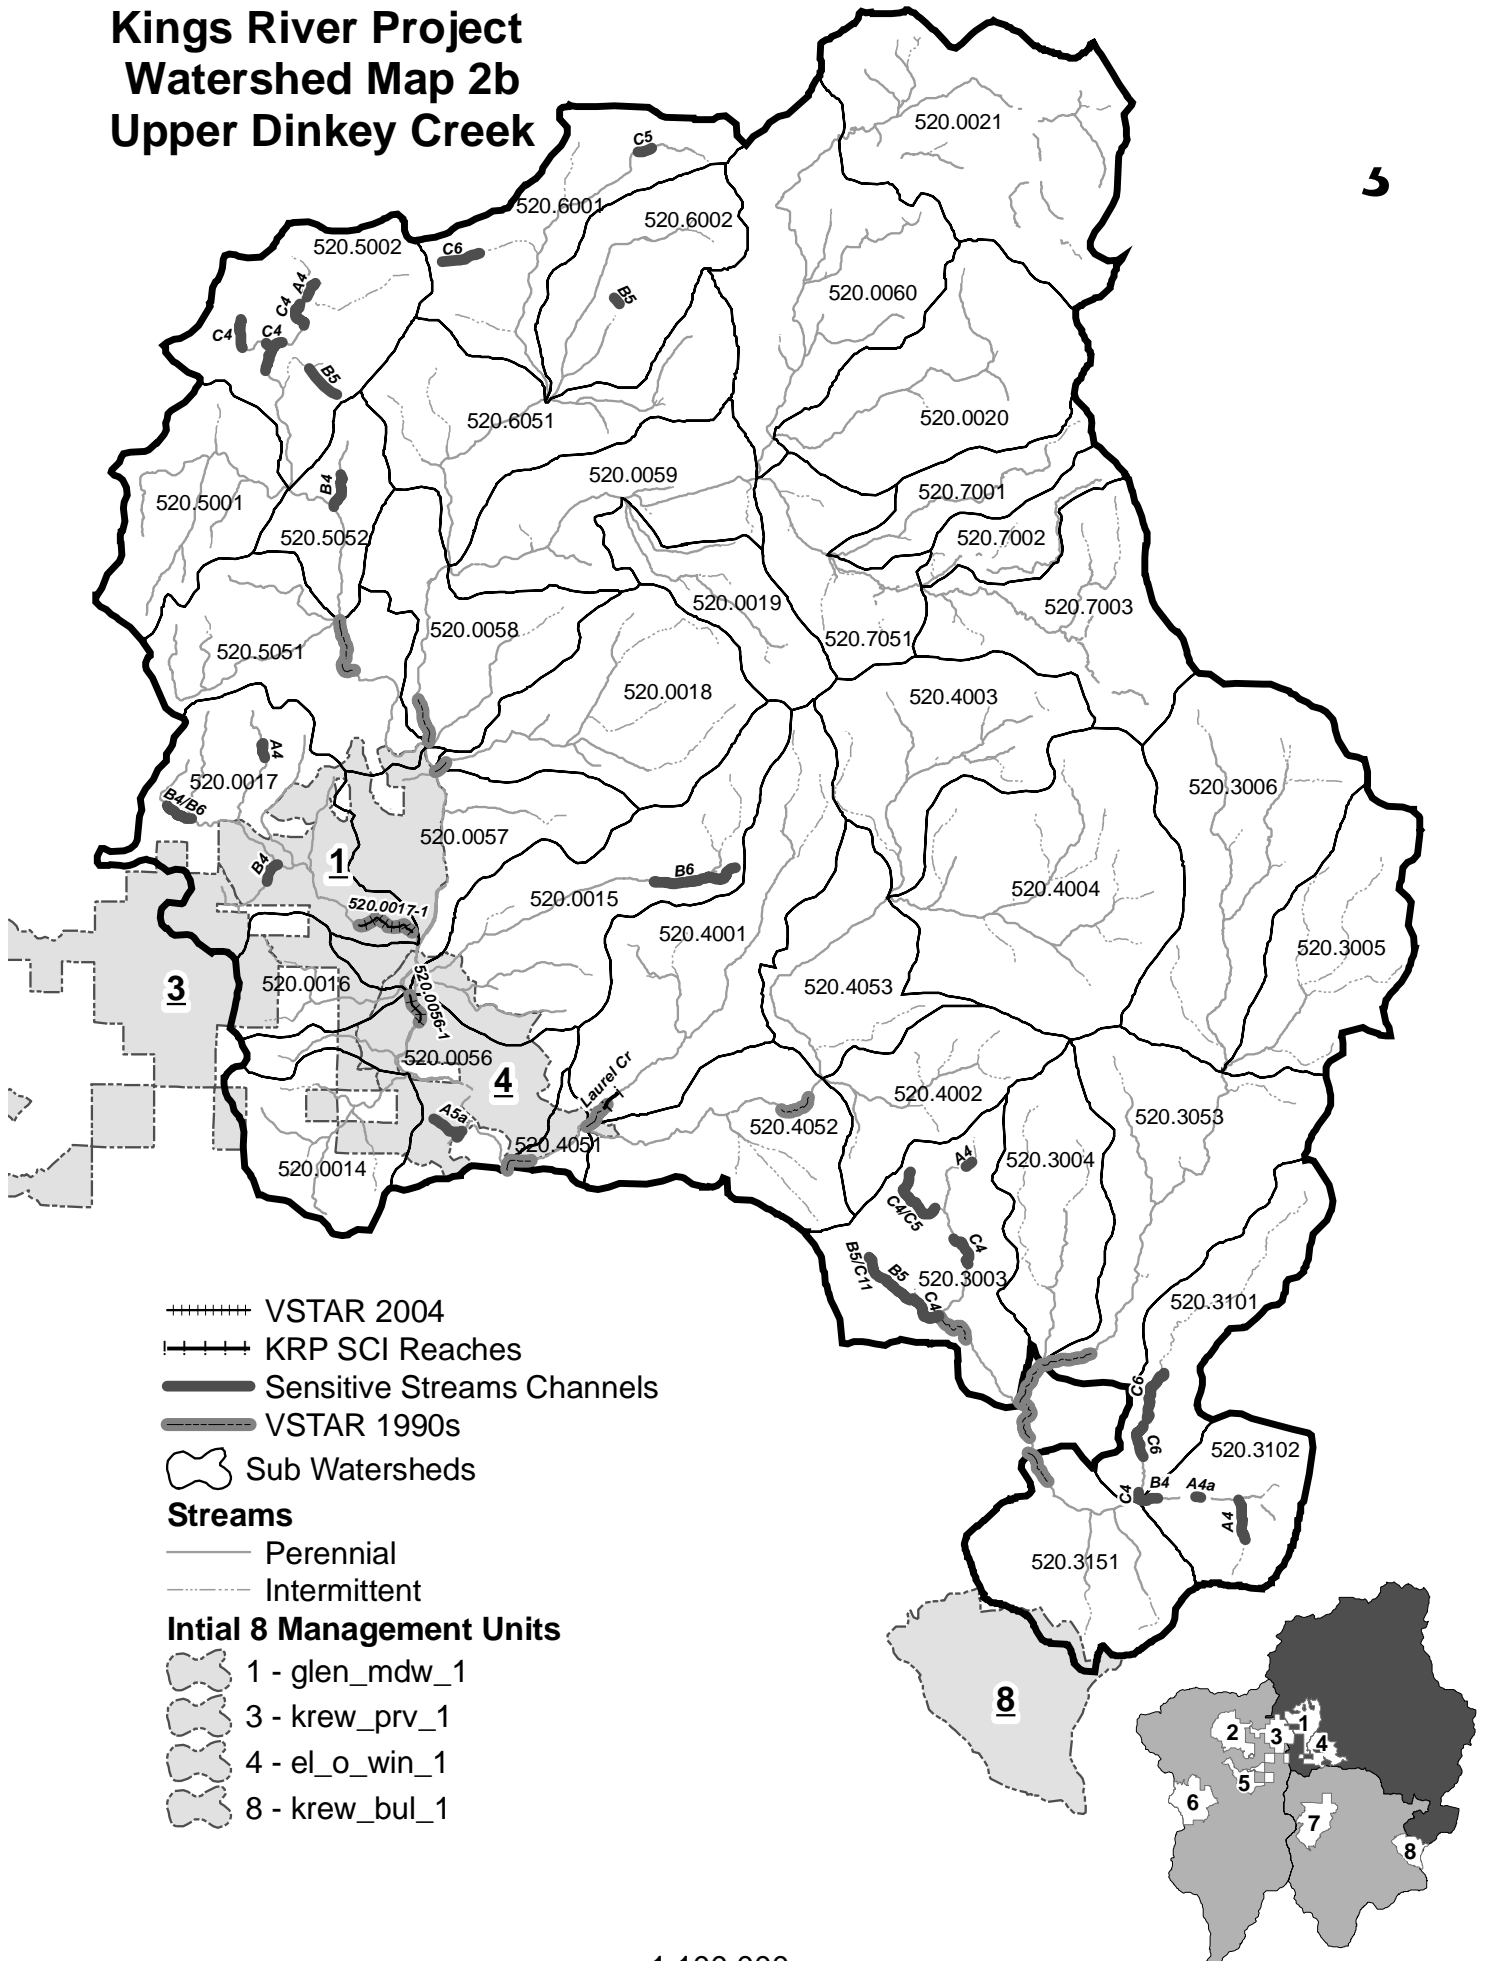 Kings River Project
Watershed Map 2b
Upper Dinkey Creek
520.0021
C5
520.6001
520.6002
520.5002
C6
A4
C4
B5
520.0060
C4
C4
B5
520.6051
520.0020
520.0059
B4
520.5001
520.7001
520.5052
520.7002
520.0019
520.7003
520.0058
520.7051
520.5051
520.0018
520.4003
A4
520.0017
520.3006
B4/B6
520.0057
1
B4
B6
520.4004
520.0015
520.0017-1
520.4001
520.3005
3
520.0016
520.0056-1
520.4053
520.0056
4
Laurel Cr
520.4002
A5a
520.4052
520.3053
520.4051
520.0014
A4
520.3004
C4/C5
C4
B5/C11
B5
520.3003
C4
520.3101
C6
C6
520.3102
C4
B4
A4a
A4
520.3151
8
VSTAR 2004
KRP SCI Reaches
Sensitive Streams Channels
VSTAR 1990s
Sub Watersheds
Streams
Perennial
Intermittent
Intial 8 Management Units
1 - glen_mdw_1
3 - krew_prv_1
4 - el_o_win_1
8 - krew_bul_1
1
2
3
4
5
6
7
8